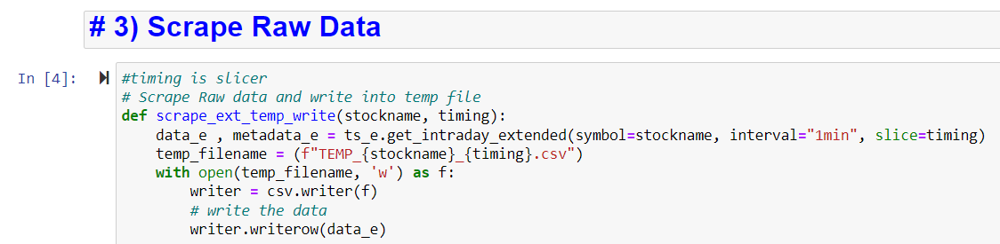 # 3) Scrape Raw Data
In [4]:
#timing is slicer
# Scrape Raw data and write into temp file
def scrape_ext_temp_write(stockname, timing):
    data_e , metadata_e = ts_e.get_intraday_extended(symbol=stockname, interval="1min", slice=timing)
    temp_filename = (f"TEMP_{stockname}_{timing}.csv")
    with open(temp_filename, 'w') as f:
        writer = csv.writer(f)
        # write the data
        writer.writerow(data_e)